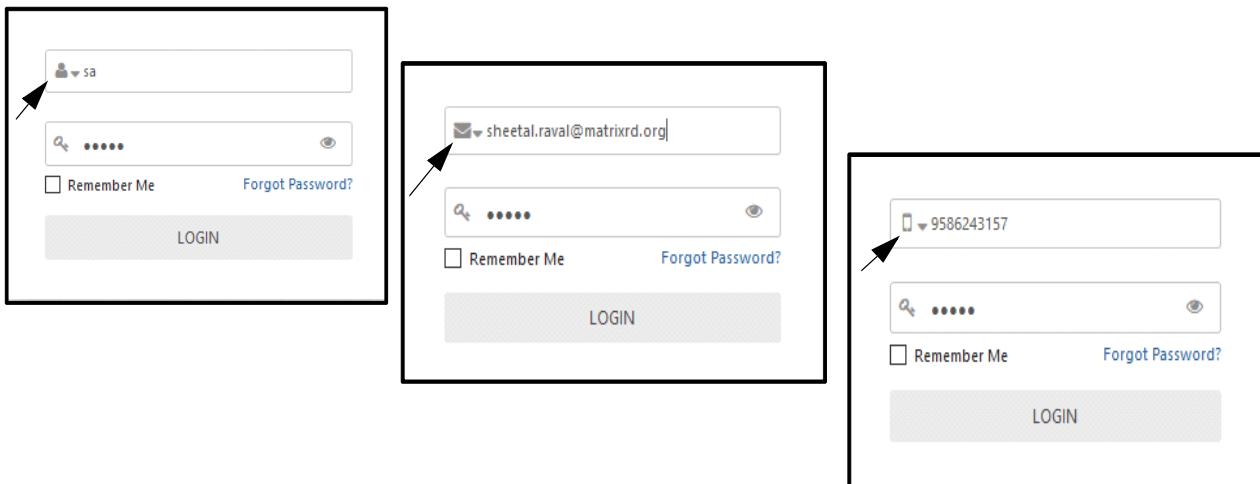 sa
•••••
Remember Me Forgot Password?
LOGIN
sheetal.raval@matrixrd.org
•••••
Remember Me Forgot Password?
LOGIN
9586243157
•••••
Remember Me Forgot Password?
LOGIN